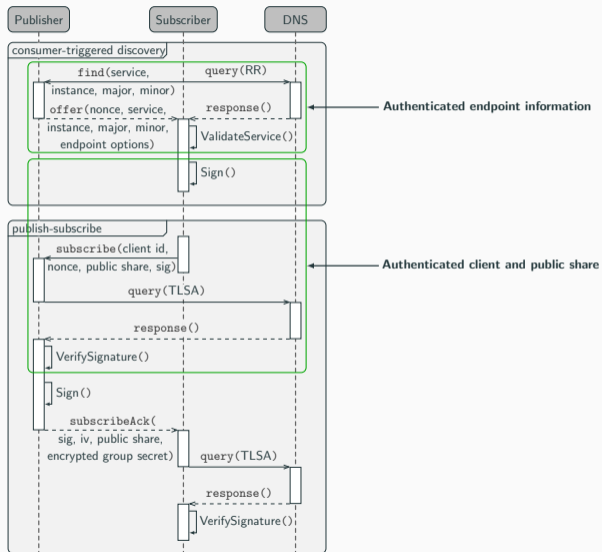 Publisher
Subscriber
DNS
consumer-triggered discovery
find(service,
instance, major, minor)
query(RR)
offer(nonce, service,
instance, major, minor,
endpoint options)
response()
Authenticated endpoint information
ValidateService()
Sign()
publish-subscribe
subscribe(client id,
nonce, public share, sig)
Authenticated client and public share
query(TLSA)
response()
VerifySignature()
Sign()
subscribeAck(
sig, iv, public share,
encrypted group secret)
query(TLSA)
response()
VerifySignature()